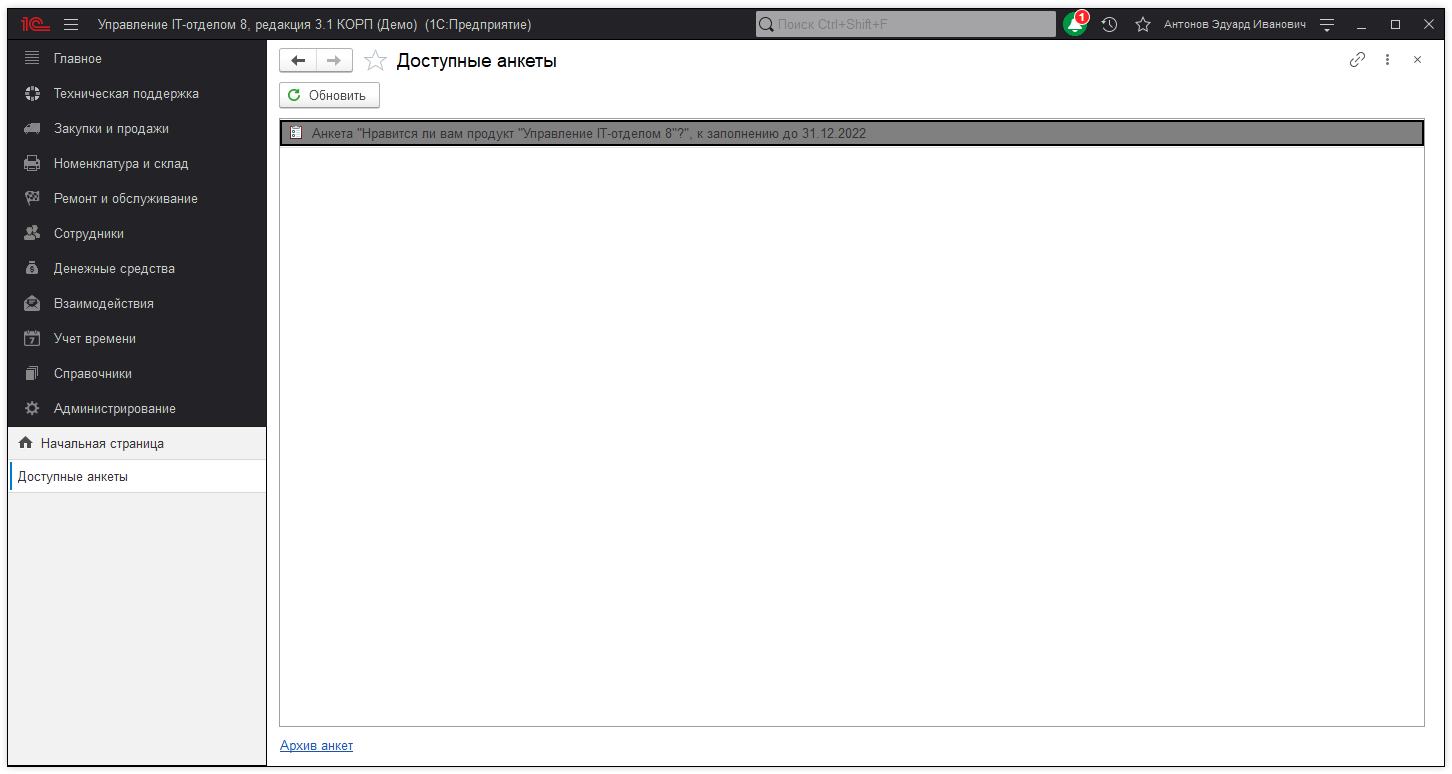 1С Управление IT-отделом 8, редакция 3.1 КОРП (Демо) (1С:Предприятие) Поиск Ctrl+Shift+F 1 Антонов Эдуард Иванович
Главное
Техническая поддержка
Закупки и продажи
Номенклатура и склад
Ремонт и обслуживание
Сотрудники
Денежные средства
Взаимодействия
7 Учет времени
Справочники
Администрирование
Начальная страница
Доступные анкеты
Доступные анкеты
Обновить
Анкета "Нравится ли вам продукт "Управление IT-отделом 8"?", к заполнению до 31.12.2022
Архив анкет